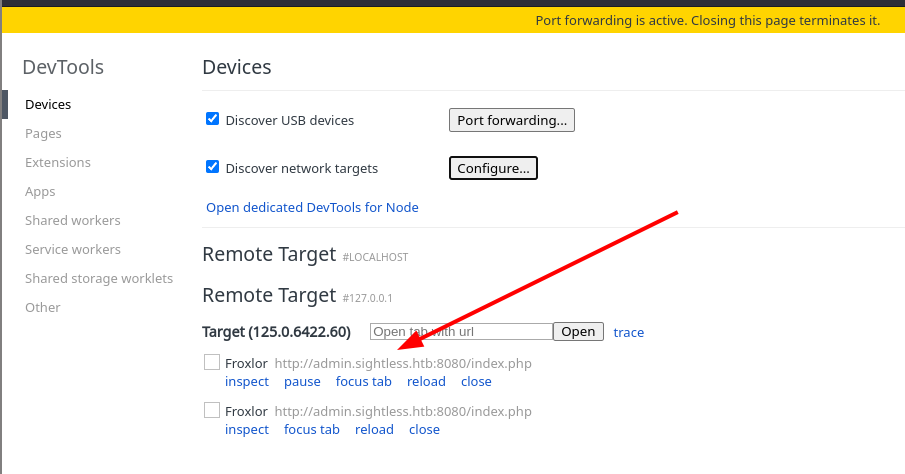 Port forwarding is active. Closing this page terminates it.
DevTools
Devices
Devices
Pages
Extensions
Apps
Shared workers
Service workers
Shared storage worklets
Other
Discover USB devices Port forwarding...
Discover network targets Configure...
Open dedicated DevTools for Node
Remote Target #LOCALHOST
Remote Target #127.0.0.1
Target (125.0.6422.60) Open tab with url Open trace
Froxlor http://admin.sightless.htb:8080/index.php
inspect pause focus tab reload close
Froxlor http://admin.sightless.htb:8080/index.php
inspect focus tab reload close